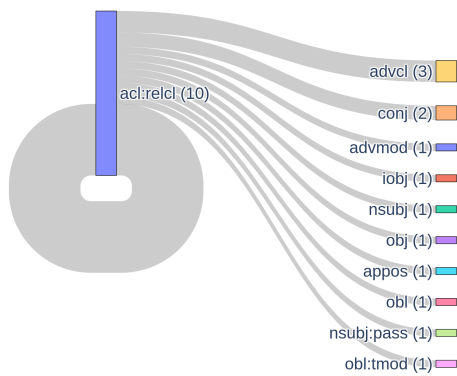 acl:relcl (10)
advcl (3)
conj (2)
advmod (1)
iobj (1)
nsubj (1)
obj (1)
appos (1)
obl (1)
nsubj:pass (1)
obl:tmod (1)